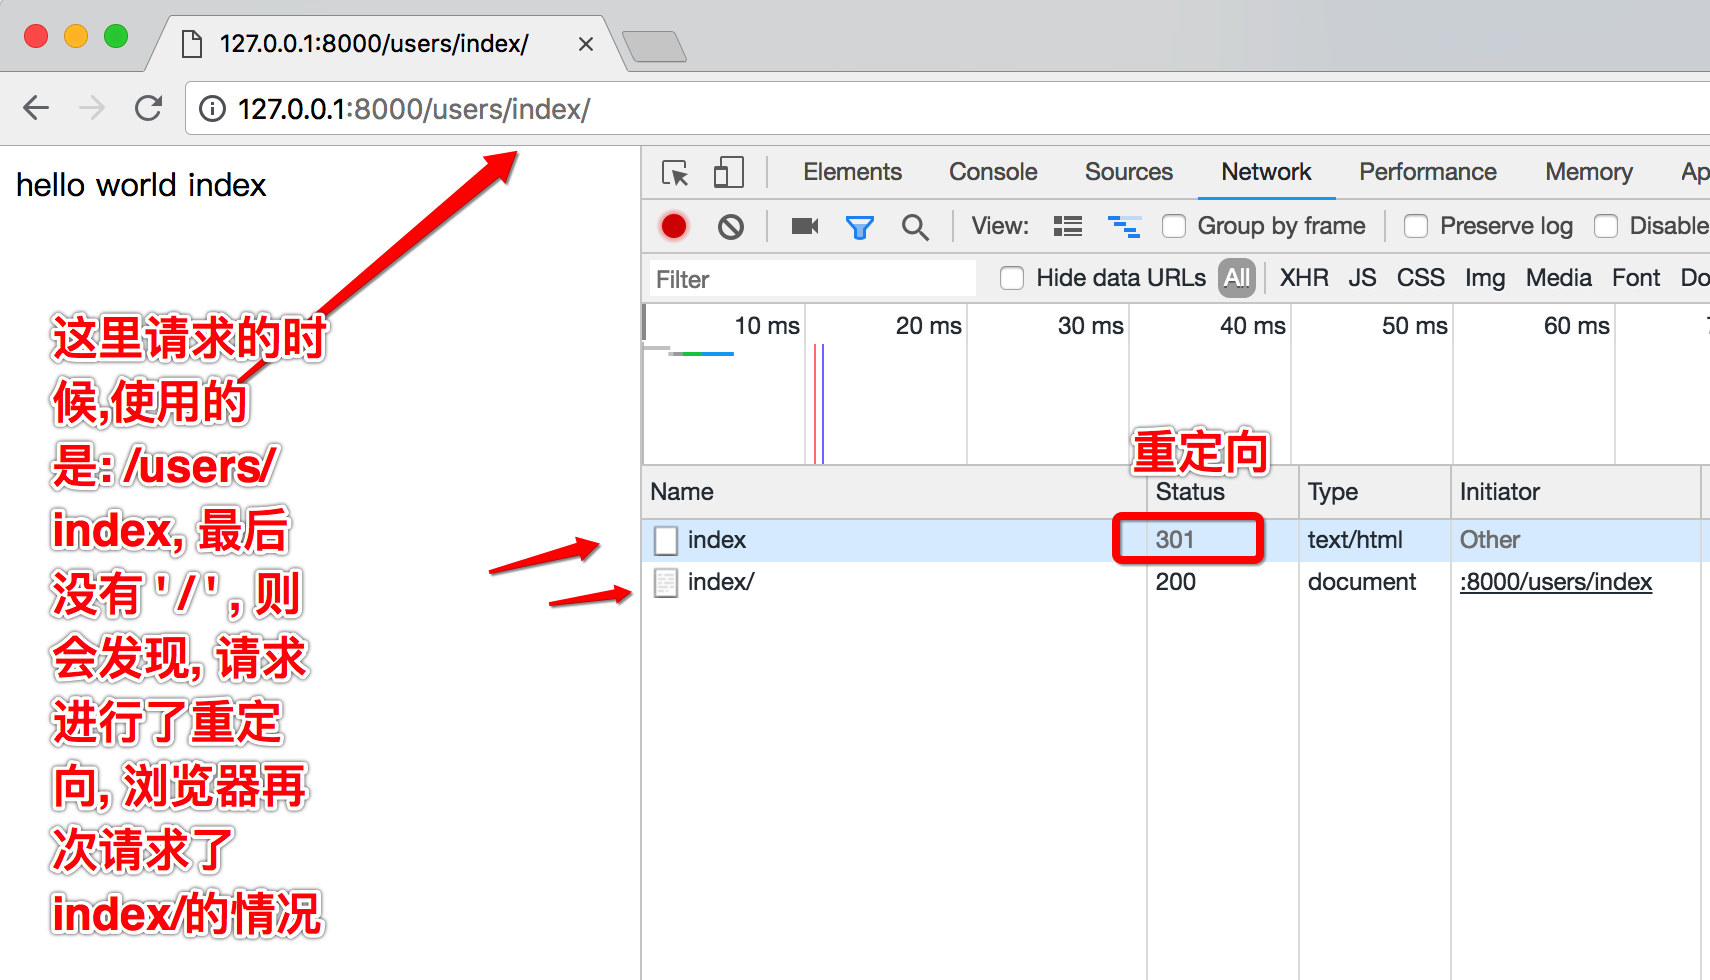 127.0.0.1:8000/users/index/
127.0.0.1:8000/users/index/
hello world index
Elements Console Sources Network Performance Memory Ap
View: Group by frame Preserve log Disable
Filter Hide data URLs All XHR JS CSS Img Media Font Do
10 ms 20 ms 30 ms 40 ms 50 ms 60 ms
重定向
Name Status Type Initiator
index 301 text/html Other
index/ 200 document :8000/users/index
这里请求的时
候,使用的
是: /users/
index, 最后
没有 ' / ' , 则
会发现, 请求
进行了重定
向, 浏览器再
次请求了
index/的情况